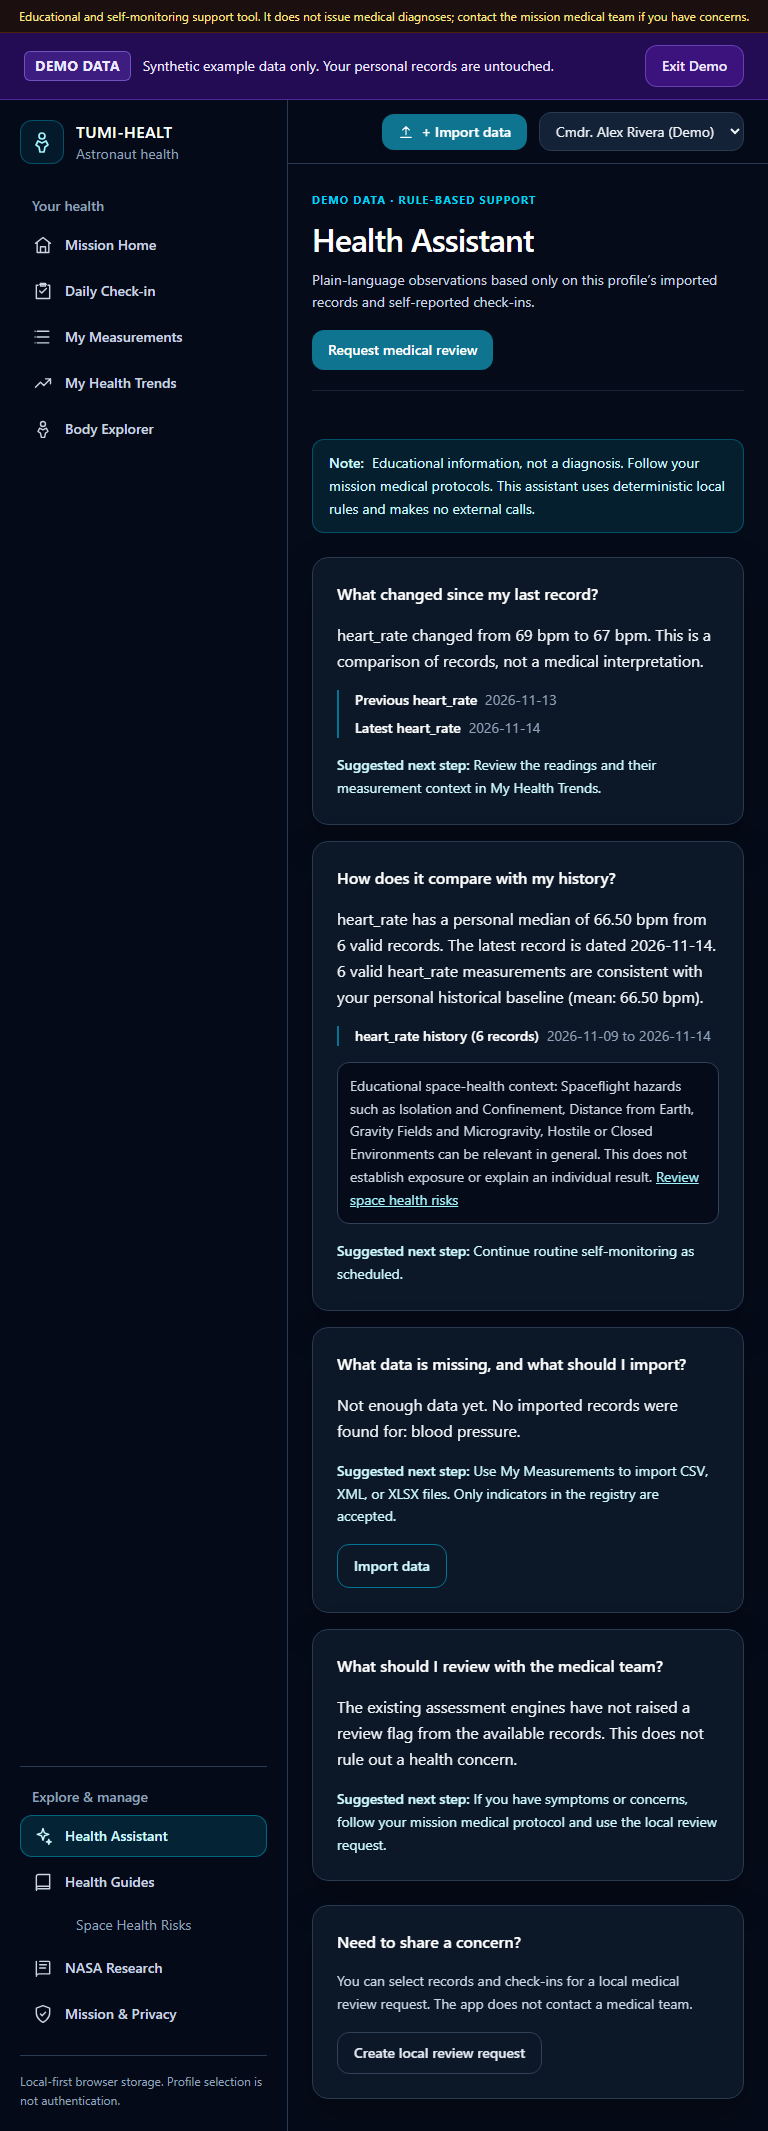 Educational and self-monitoring support tool. It does not issue medical diagnoses; contact the mission medical team if you have concerns.
DEMO DATA
Synthetic example data only. Your personal records are untouched.
Exit Demo
TUMI-HEALT
Astronaut health
Your health
Mission Home
Daily Check-in
My Measurements
My Health Trends
Body Explorer
Explore & manage
Health Assistant
Health Guides
Space Health Risks
NASA Research
Mission & Privacy
Local-first browser storage. Profile selection is
not authentication.
+ Import data
Cmdr. Alex Rivera (Demo)
DEMO DATA · RULE-BASED SUPPORT
Health Assistant
Plain-language observations based only on this profile’s imported
records and self-reported check-ins.
Request medical review
Note: Educational information, not a diagnosis. Follow your
mission medical protocols. This assistant uses deterministic local
rules and makes no external calls.
What changed since my last record?
heart_rate changed from 69 bpm to 67 bpm. This is a
comparison of records, not a medical interpretation.
Previous heart_rate 2026-11-13
Latest heart_rate 2026-11-14
Suggested next step: Review the readings and their
measurement context in My Health Trends.
How does it compare with my history?
heart_rate has a personal median of 66.50 bpm from
6 valid records. The latest record is dated 2026-11-14.
6 valid heart_rate measurements are consistent with
your personal historical baseline (mean: 66.50 bpm).
heart_rate history (6 records) 2026-11-09 to 2026-11-14
Educational space-health context: Spaceflight hazards
such as Isolation and Confinement, Distance from Earth,
Gravity Fields and Microgravity, Hostile or Closed
Environments can be relevant in general. This does not
establish exposure or explain an individual result. Review
space health risks
Suggested next step: Continue routine self-monitoring as
scheduled.
What data is missing, and what should I import?
Not enough data yet. No imported records were
found for: blood pressure.
Suggested next step: Use My Measurements to import CSV,
XML, or XLSX files. Only indicators in the registry are
accepted.
Import data
What should I review with the medical team?
The existing assessment engines have not raised a
review flag from the available records. This does not
rule out a health concern.
Suggested next step: If you have symptoms or concerns,
follow your mission medical protocol and use the local review
request.
Need to share a concern?
You can select records and check-ins for a local medical
review request. The app does not contact a medical team.
Create local review request